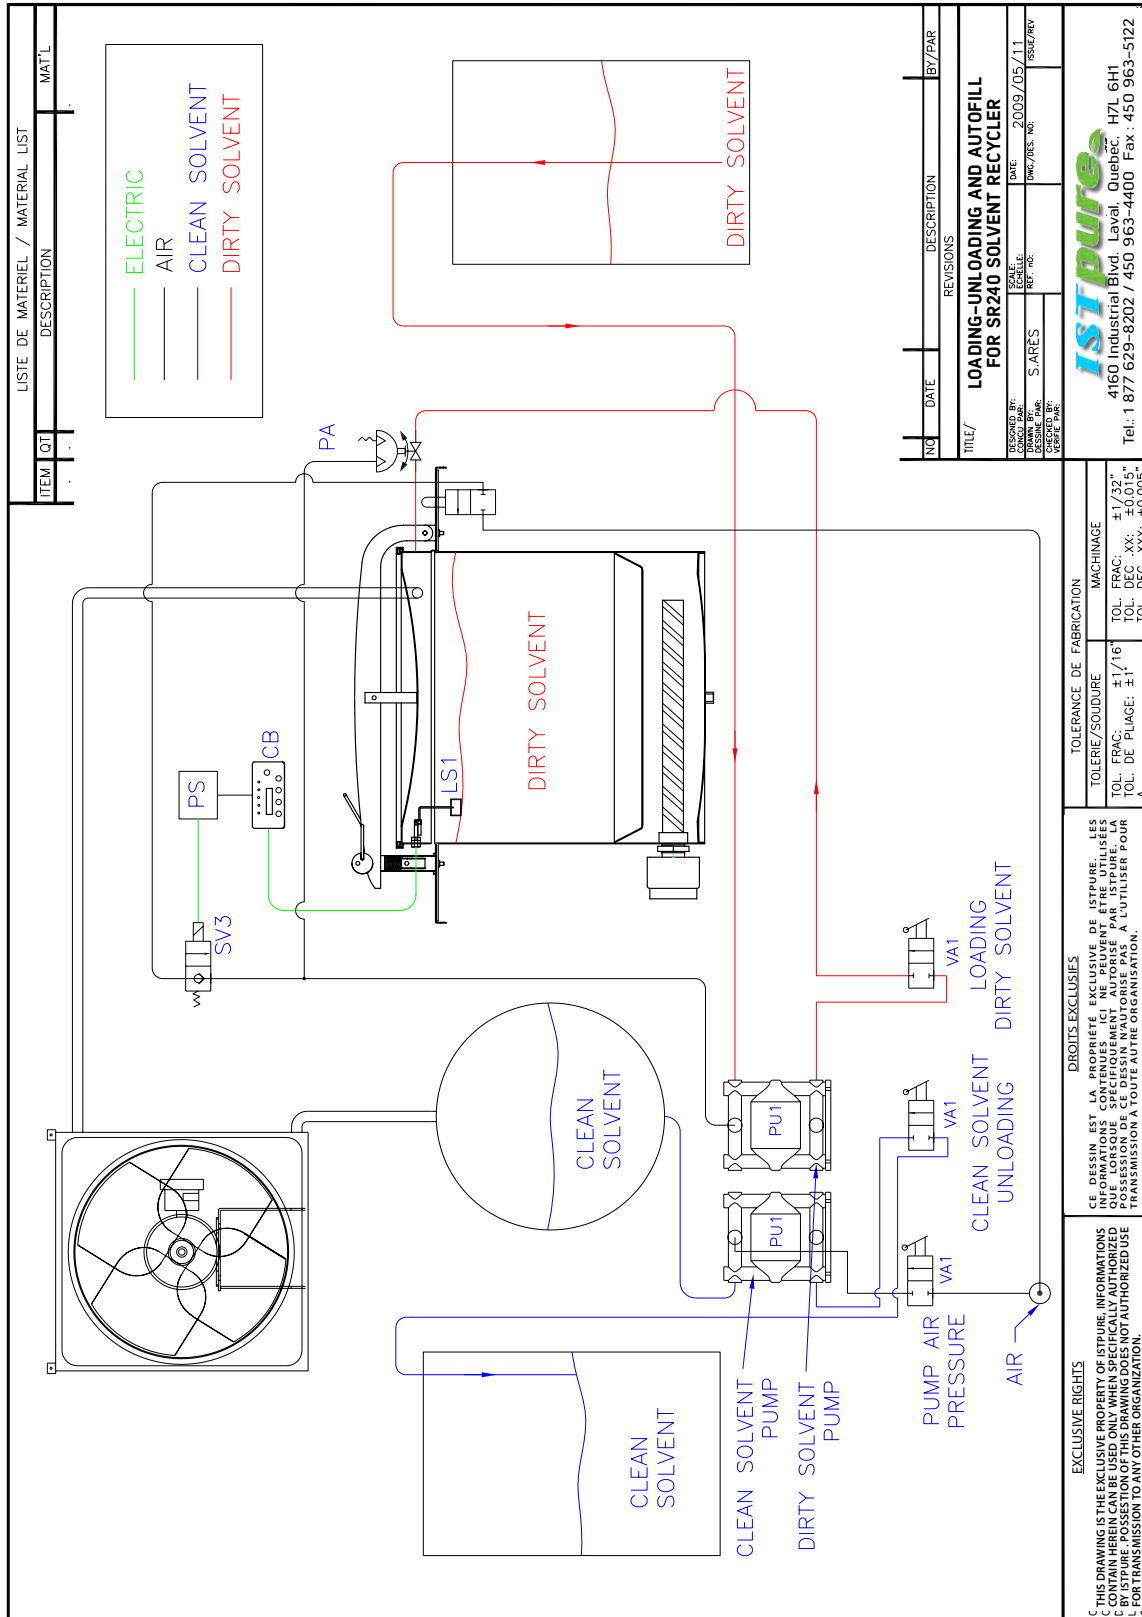 LISTE DE MATERIEL / MATERIAL LIST
ITEM QT DESCRIPTION MAT'L
ELECTRIC
AIR
CLEAN SOLVENT
DIRTY SOLVENT
DIRTY SOLVENT
PA
PS
CB
SV3
LS1
DIRTY SOLVENT
CLEAN
SOLVENT
CLEAN
SOLVENT
PU1
PU1
CLEAN SOLVENT
PUMP
DIRTY SOLVENT
PUMP
VA1
PUMP AIR
PRESSURE
VA1
CLEAN SOLVENT
UNLOADING
VA1
LOADING
DIRTY SOLVENT
AIR
NO DATE DESCRIPTION BY/PAR
REVISIONS
TITLE/
LOADING-UNLOADING AND AUTOFILL
FOR SR240 SOLVENT RECYCLER
DESIGNED BY:
CONCU PAR:
SCALE:
ECHELLE:
DATE:
2009/05/11
DRAWN BY:
DESSINE PAR:
S.ARÈS
REF. nO:
DWG./DES. NO:
ISSUE/REV
CHECKED BY:
VERIFIE PAR:
ISTpure
4160 Industrial Blvd. Laval, Quebec, H7L 6H1
Tel.: 1 877 629-8202 / 450 963-4400 Fax : 450 963-5122
TOLERANCE DE FABRICATION
TOLERIE/SOUDURE
TOL. FRAC: ±1/16"
TOL. DE PLIAGE: ±1°
MACHINAGE
TOL. FRAC: ±1/32"
TOL. DEC .XX: ±0.015"
TOL. DEC .XXX: ±0.005"
DROITS EXCLUSIFS
CE DESSIN EST LA PROPRIÉTÉ EXCLUSIVE DE ISTPURE. LES
INFORMATIONS CONTENUES ICI NE PEUVENT ÊTRE UTILISÉES
QUE LORSQUE SPÉCIFIQUEMENT AUTORISÉ PAR ISTPURE. LA
POSSESSION DE CE DESSIN N'AUTORISE PAS À L'UTILISER POUR
TRANSMISSION À TOUTE AUTRE ORGANISATION.
EXCLUSIVE RIGHTS
THIS DRAWING IS THE EXCLUSIVE PROPERTY OF ISTPURE. INFORMATIONS
CONTAIN HEREIN CAN BE USED ONLY WHEN SPECIFICALLY AUTHORIZED
BY ISTPURE. POSSESTION OF THIS DRAWING DOES NOT AUTHORIZED USE
FOR TRANSMISSION TO ANY OTHER ORGANIZATION.